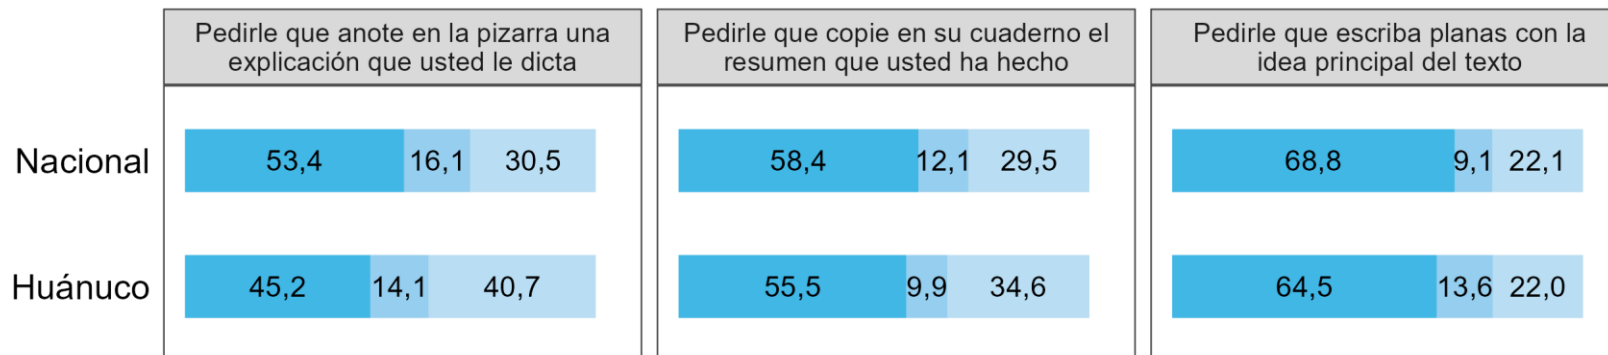 Pedirle que anote en la pizarra una
explicación que usted le dicta
Pedirle que copie en su cuaderno el
resumen que usted ha hecho
Pedirle que escriba planas con la
idea principal del texto
Nacional 53,4 16,1 30,5 58,4 12,1 29,5 68,8 9,1 22,1
Huánuco 45,2 14,1 40,7 55,5 9,9 34,6 64,5 13,6 22,0